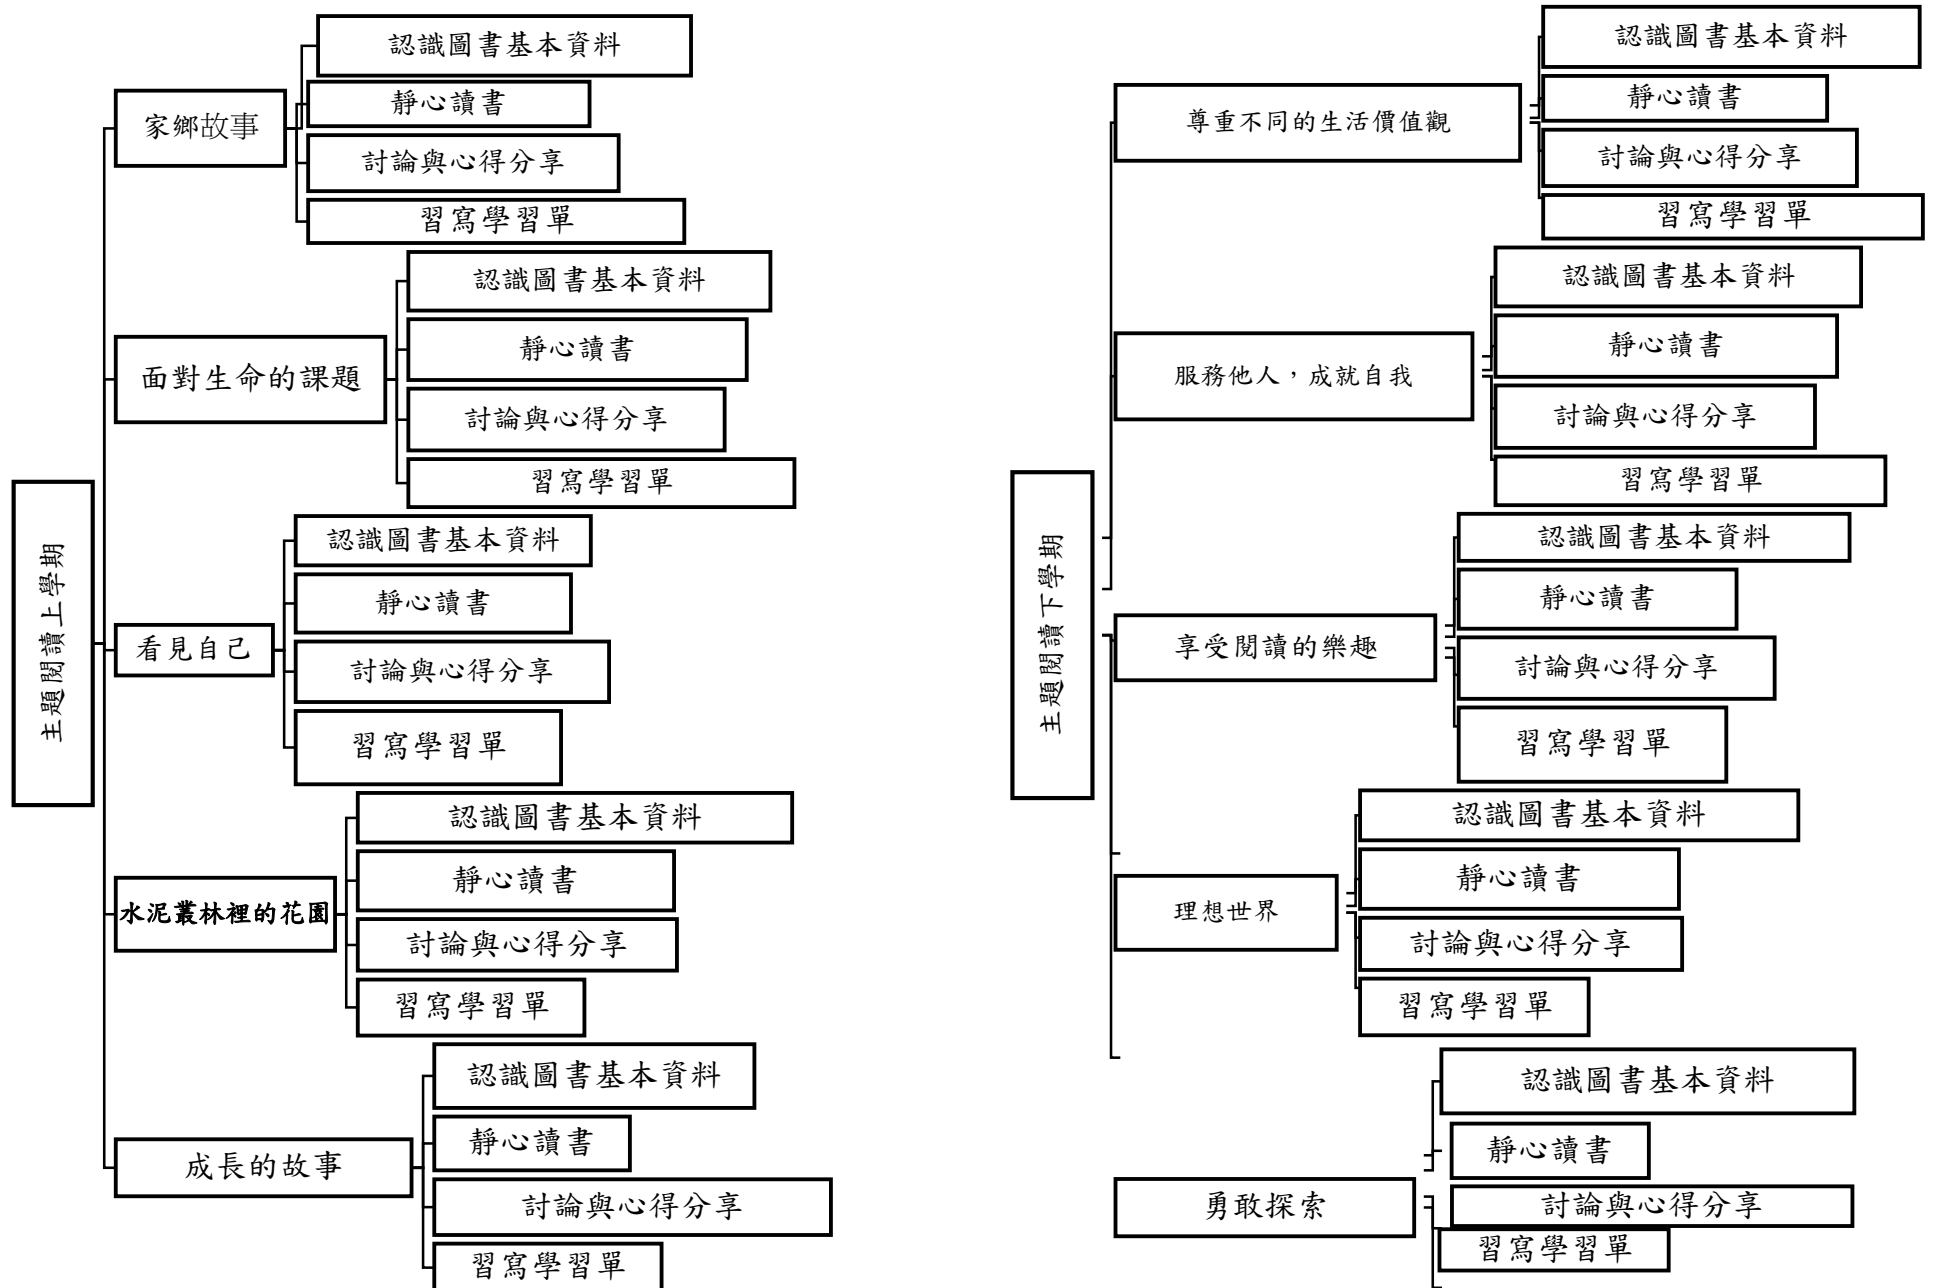 主題閱讀上學期
家鄉故事
認識圖書基本資料
靜心讀書
討論與心得分享
習寫學習單
面對生命的課題
認識圖書基本資料
靜心讀書
討論與心得分享
習寫學習單
看見自己
認識圖書基本資料
靜心讀書
討論與心得分享
習寫學習單
水泥叢林裡的花園
認識圖書基本資料
靜心讀書
討論與心得分享
習寫學習單
成長的故事
認識圖書基本資料
靜心讀書
討論與心得分享
習寫學習單
主題閱讀下學期
尊重不同的生活價值觀
認識圖書基本資料
靜心讀書
討論與心得分享
習寫學習單
服務他人，成就自我
認識圖書基本資料
靜心讀書
討論與心得分享
習寫學習單
享受閱讀的樂趣
認識圖書基本資料
靜心讀書
討論與心得分享
習寫學習單
理想世界
認識圖書基本資料
靜心讀書
討論與心得分享
習寫學習單
勇敢探索
認識圖書基本資料
靜心讀書
討論與心得分享
習寫學習單